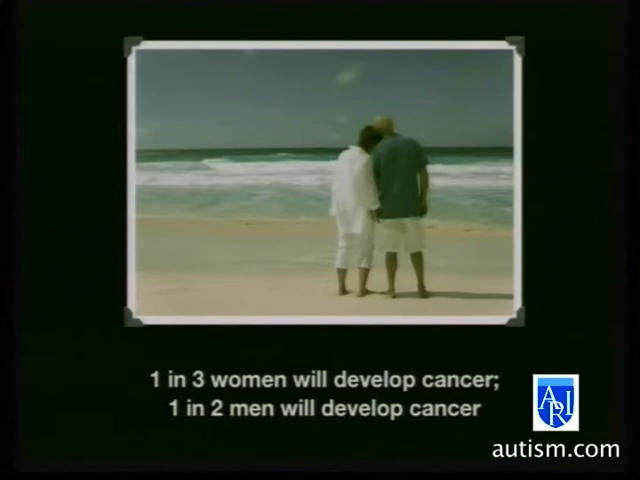 1 in 3 women will develop cancer;
1 in 2 men will develop cancer
ARI
autism.com